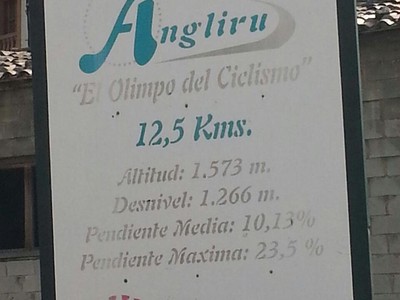 Angliru
"El Olimpo del Ciclismo"
12,5 Kms.
Altitud: 1.573 m.
Desnivel: 1.266 m.
Pendiente Media: 10,13%
Pendiente Maxima: 23,5 %